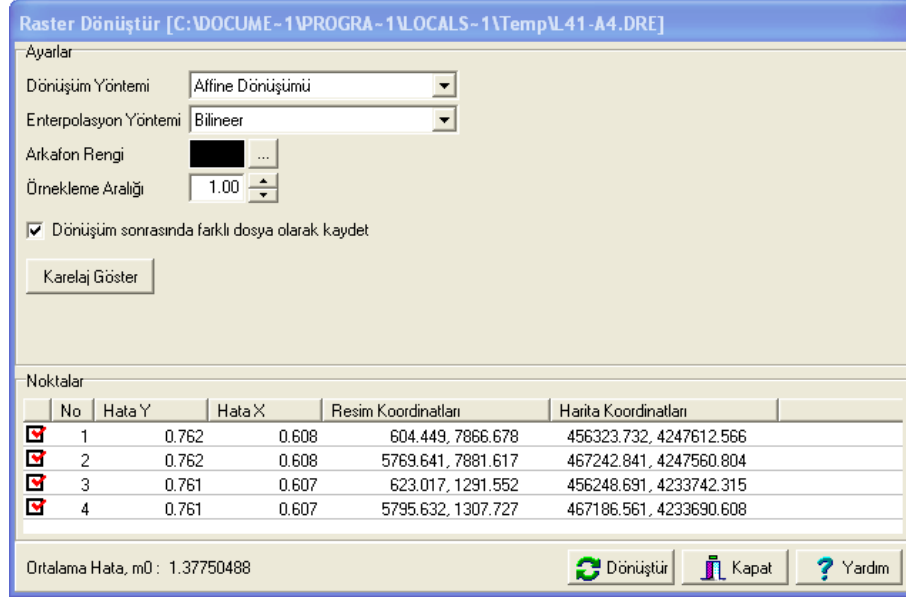 Raster Dönüştür [C:\DOCUME~1\PROGRA~1\LOCALS~1\Temp\L41-A4.DRE]
Ayarlar
Dönüşüm Yöntemi Affine Dönüşümü
Enterpolasyon Yöntemi Bilineer
Arkafon Rengi ...
Örnekleme Aralığı 1.00
Dönüşüm sonrasında farklı dosya olarak kaydet
Karelaj Göster
Noktalar
No Hata Y Hata X Resim Koordinatları Harita Koordinatları
1 0.762 0.608 604.449, 7866.678 456323.732, 4247612.566
2 0.762 0.608 5769.641, 7881.617 467242.841, 4247560.804
3 0.761 0.607 623.017, 1291.552 456248.691, 4233742.315
4 0.761 0.607 5795.632, 1307.727 467186.561, 4233690.608
Ortalama Hata, m0 : 1.37750488 Dönüştür Kapat ? Yardım